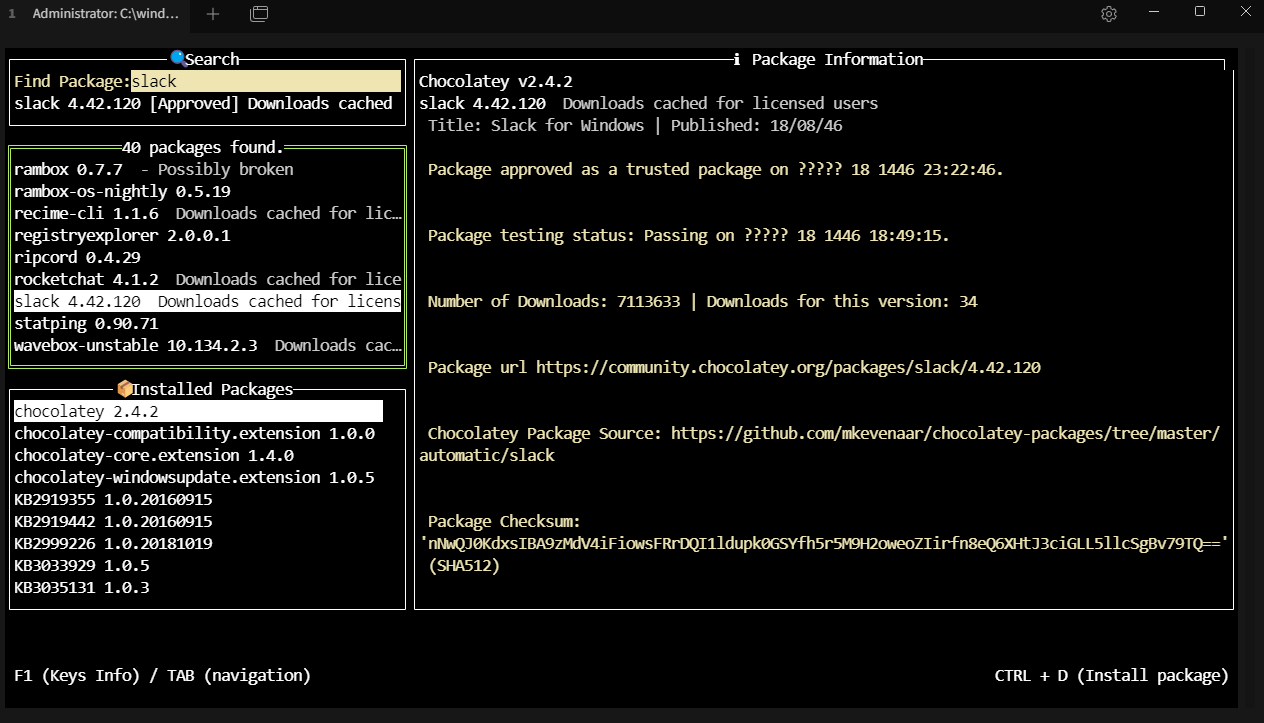 1 Administrator: C:\wind...
🔍Search
Find Package:slack
slack 4.42.120 [Approved] Downloads cached
40 packages found.
rambox 0.7.7  - Possibly broken
rambox-os-nightly 0.5.19
recime-cli 1.1.6  Downloads cached for lic…
registryexplorer 2.0.0.1
ripcord 0.4.29
rocketchat 4.1.2  Downloads cached for lice
slack 4.42.120  Downloads cached for licens
statping 0.90.71
wavebox-unstable 10.134.2.3  Downloads cac…
📦Installed Packages
chocolatey 2.4.2
chocolatey-compatibility.extension 1.0.0
chocolatey-core.extension 1.4.0
chocolatey-windowsupdate.extension 1.0.5
KB2919355 1.0.20160915
KB2919442 1.0.20160915
KB2999226 1.0.20181019
KB3033929 1.0.5
KB3035131 1.0.3
ℹ Package Information
Chocolatey v2.4.2
slack 4.42.120  Downloads cached for licensed users
Title: Slack for Windows | Published: 18/08/46
Package approved as a trusted package on ????? 18 1446 23:22:46.
Package testing status: Passing on ????? 18 1446 18:49:15.
Number of Downloads: 7113633 | Downloads for this version: 34
Package url https://community.chocolatey.org/packages/slack/4.42.120
Chocolatey Package Source: https://github.com/mkevenaar/chocolatey-packages/tree/master/
automatic/slack
Package Checksum:
'nNwQJ0KdxsIBA9zMdV4iFiowsFRrDQI1ldupk0GSYfh5r5M9H2oweoZIirfn8eQ6XHtJ3ciGLL5llcSgBv79TQ=='
(SHA512)
F1 (Keys Info) / TAB (navigation)
CTRL + D (Install package)